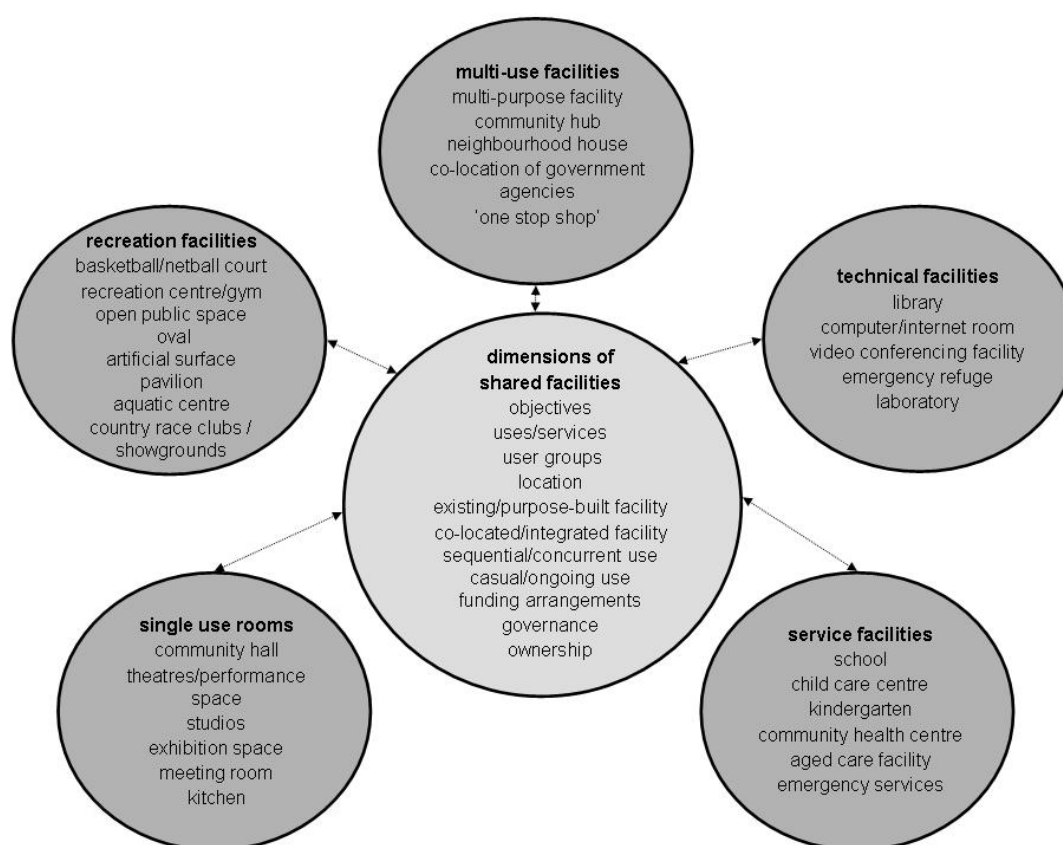 multi-use facilities
multi-purpose facility
community hub
neighbourhood house
co-location of government
agencies
'one stop shop'
recreation facilities
basketball/netball court
recreation centre/gym
open public space
oval
artificial surface
pavilion
aquatic centre
country race clubs /
showgrounds
technical facilities
library
computer/internet room
video conferencing facility
emergency refuge
laboratory
dimensions of
shared facilities
objectives
uses/services
user groups
location
existing/purpose-built facility
co-located/integrated facility
sequential/concurrent use
casual/ongoing use
funding arrangements
governance
ownership
single use rooms
community hall
theatres/performance
space
studios
exhibition space
meeting room
kitchen
service facilities
school
child care centre
kindergarten
community health centre
aged care facility
emergency services